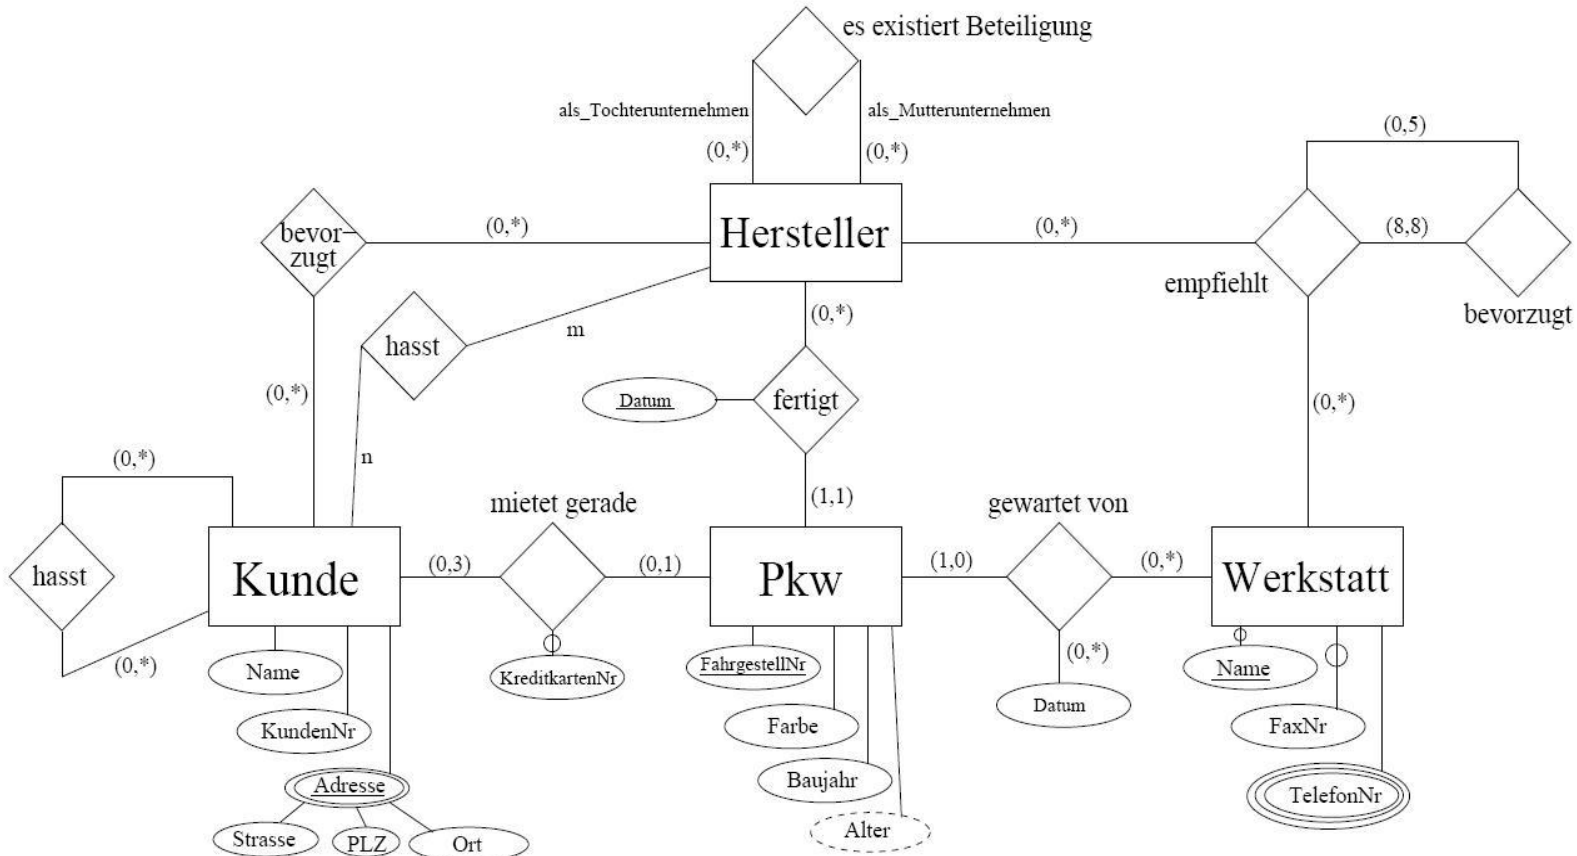 es existiert Beteiligung
als_Tochterunternehmen
als_Mutterunternehmen
(0,*)
(0,*)
(0,5)
bevor-
zugt
(0,*)
Hersteller
(0,*)
(8,8)
empfiehlt
bevorzugt
hasst
m
(0,*)
(0,*)
Datum
fertigt
(0,*)
n
(0,*)
(1,1)
mietet gerade
gewartet von
hasst
Kunde
(0,3)
(0,1)
Pkw
(1,0)
(0,*)
Werkstatt
(0,*)
(0,*)
Name
KreditkartenNr
FahrgestellNr
Name
Datum
KundenNr
Farbe
FaxNr
Adresse
Baujahr
TelefonNr
Strasse
PLZ
Ort
Alter